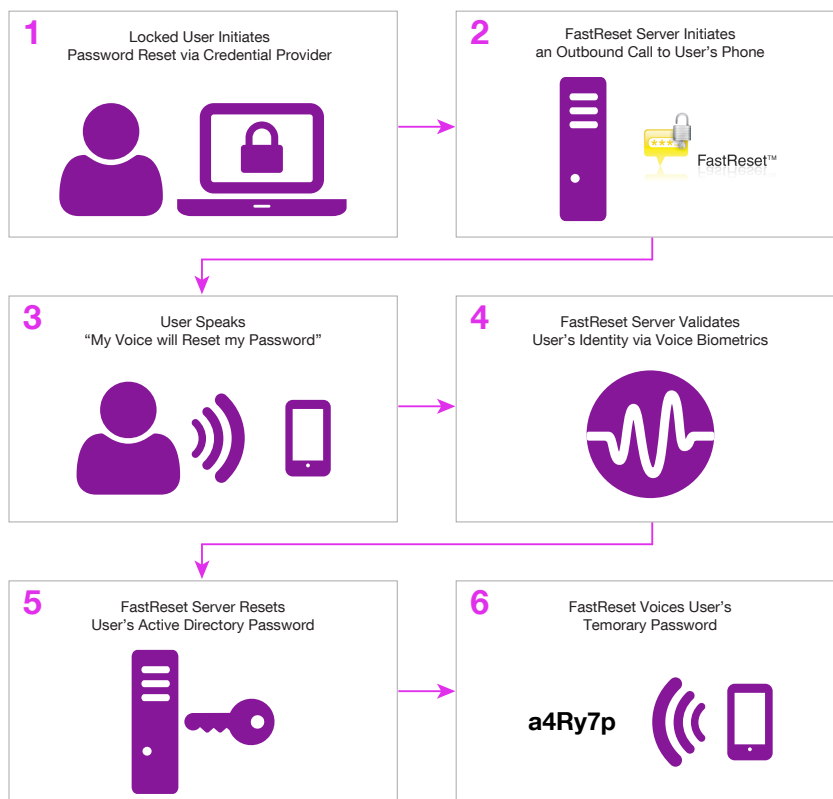 1
Locked User Initiates
Password Reset via Credential Provider
2
FastReset Server Initiates
an Outbound Call to User's Phone
****
FastReset™
3
User Speaks
“My Voice will Reset my Password”
4
FastReset Server Validates
User's Identity via Voice Biometrics
5
FastReset Server Resets
User's Active Directory Password
6
FastReset Voices User's
Temorary Password
a4Ry7p